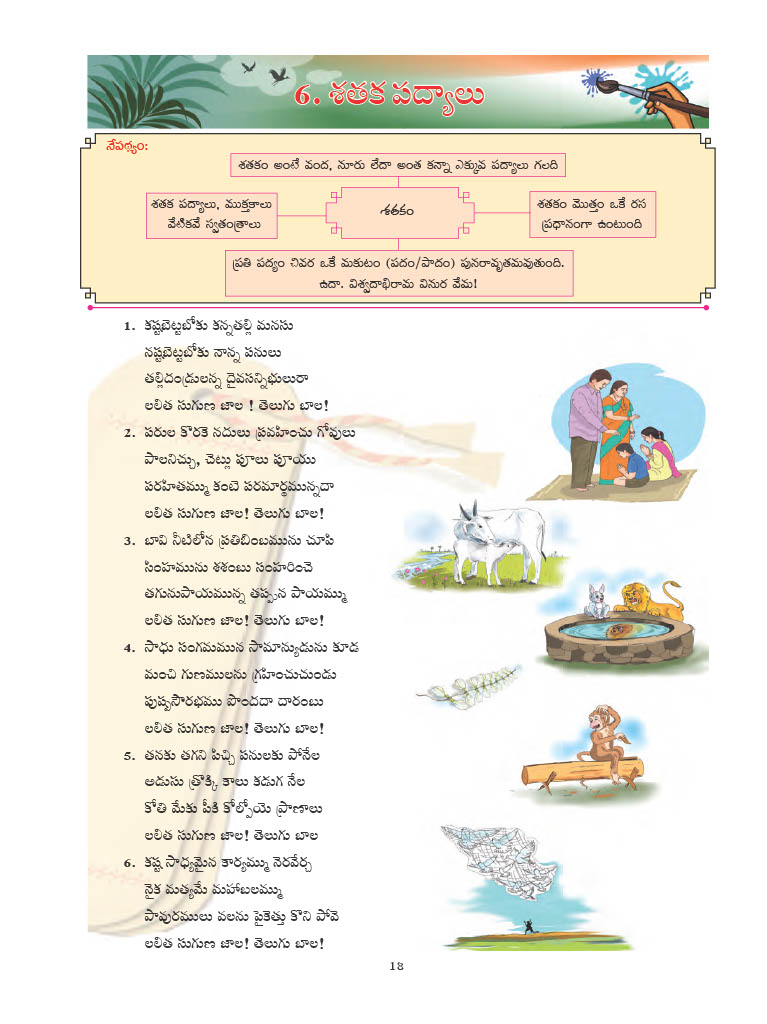 6. శతక పద్యాలు
నేపథ్యం:
శతకం అంటే వంద, నూరు లేదా అంత కన్నా ఎక్కువ పద్యాలు గలది
శతక పద్యాలు, ముక్తకాలు
వేటికవే స్వతంత్రాలు
శతకం
శతకం మొత్తం ఒకే రస
ప్రధానంగా ఉంటుంది
ప్రతి పద్యం చివర ఒకే మకుటం (పదం/పాదం) పునరావృతమవుతుంది.
ఉదా. విశ్వదాభిరామ వినుర వేమ!
1. కష్టబెట్టబోకు కన్నతల్లి మనసు
నష్టబెట్టబోకు నాన్న పనులు
తల్లిదండ్రులన్న దైవసన్నిభులురా
లలిత సుగుణ జాల ! తెలుగు బాల!
2. పరుల కొరకె నదులు ప్రవహించు గోవులు
పాలనిచ్చు, చెట్లు పూలు పూయు
పరహితమ్ము కంటె పరమార్థమున్నదా
లలిత సుగుణ జాల! తెలుగు బాల!
3. బావి నీటిలోన ప్రతిబింబమును చూపి
సింహమును శశంబు సంహరించె
తగునుపాయమున్న తప్పున పాయమ్ము
లలిత సుగుణ జాల! తెలుగు బాల!
4. సాధు సంగమమున సామాన్యుడును కూడ
మంచి గుణములను గ్రహించుచుండు
పుష్పసౌరభము పొందదా దారంబు
లలిత సుగుణ జాల! తెలుగు బాల!
5. తనకు తగని పిచ్చి పనులకు పోనేల
అడుసు త్రొక్కి కాలు కడుగ నేల
కోతి మేకు పీకి కోల్పోయె ప్రాణాలు
లలిత సుగుణ జాల! తెలుగు బాల
6. కష్ట సాధ్యమైన కార్యమ్ము నెరవేర్చ
నైక మత్యమే మహాబలమ్ము
పావురములు వలను పైకెత్తు కొని పోవె
లలిత సుగుణ జాల! తెలుగు బాల!
18